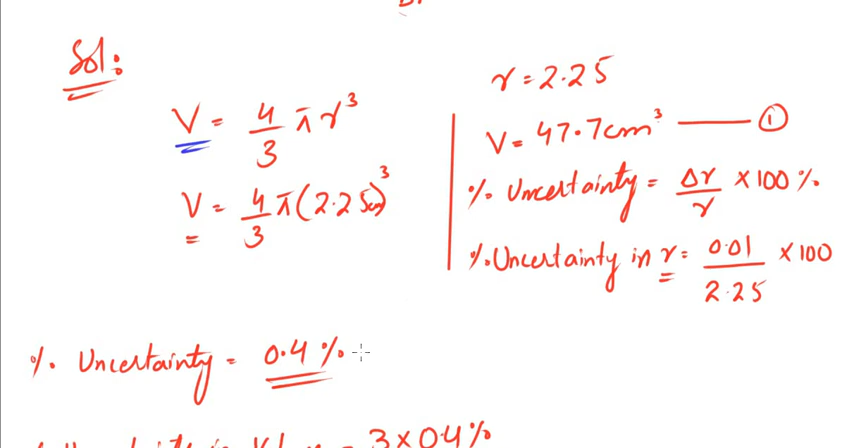 Sol:
V = 4/3 π r³
V = 4/3 π (2.25cm)³
r = 2.25
V = 47.7cm³ —— ①
% Uncertainty = Δr/r × 100 %.
%.Uncertainty in r = 0.01/2.25 × 100
%. Uncertainty = 0.4 %.
= 3 × 0.4 %